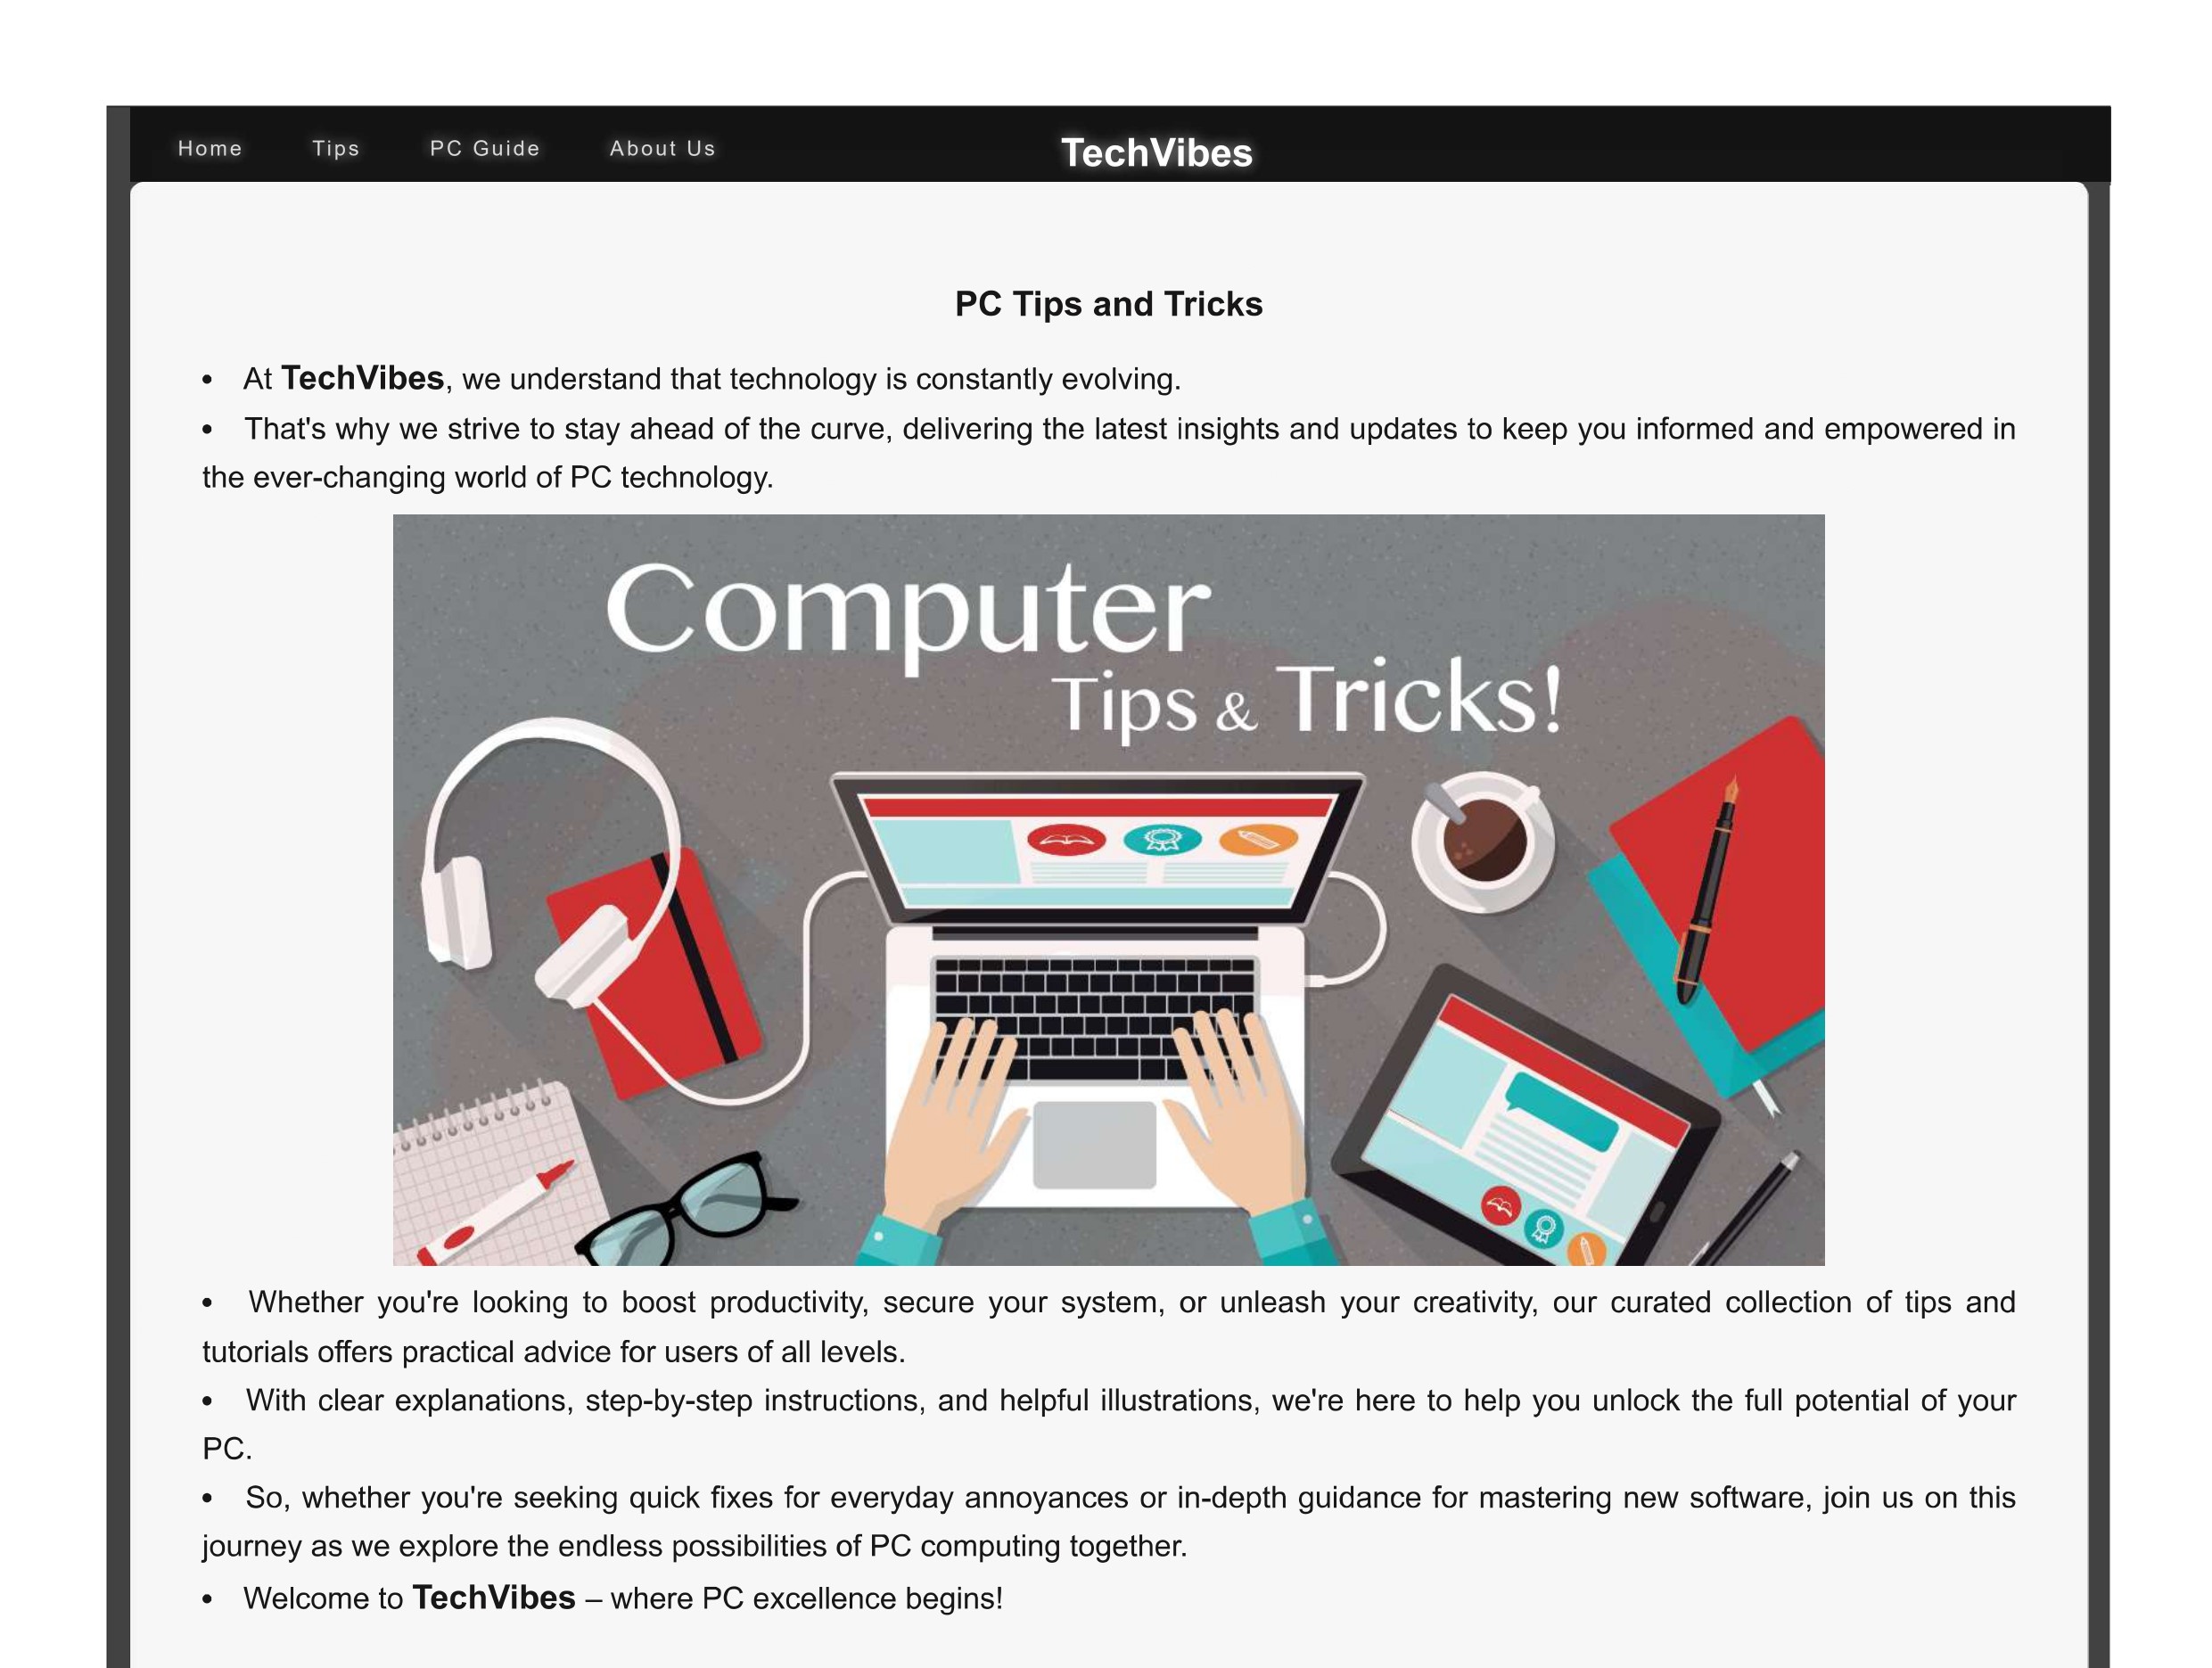 Home Tips PC Guide About Us TechVibes
PC Tips and Tricks
• At TechVibes, we understand that technology is constantly evolving.
• That's why we strive to stay ahead of the curve, delivering the latest insights and updates to keep you informed and empowered in
the ever-changing world of PC technology.
Computer
Tips & Tricks!
• Whether you're looking to boost productivity, secure your system, or unleash your creativity, our curated collection of tips and
tutorials offers practical advice for users of all levels.
• With clear explanations, step-by-step instructions, and helpful illustrations, we're here to help you unlock the full potential of your
PC.
• So, whether you're seeking quick fixes for everyday annoyances or in-depth guidance for mastering new software, join us on this
journey as we explore the endless possibilities of PC computing together.
• Welcome to TechVibes – where PC excellence begins!